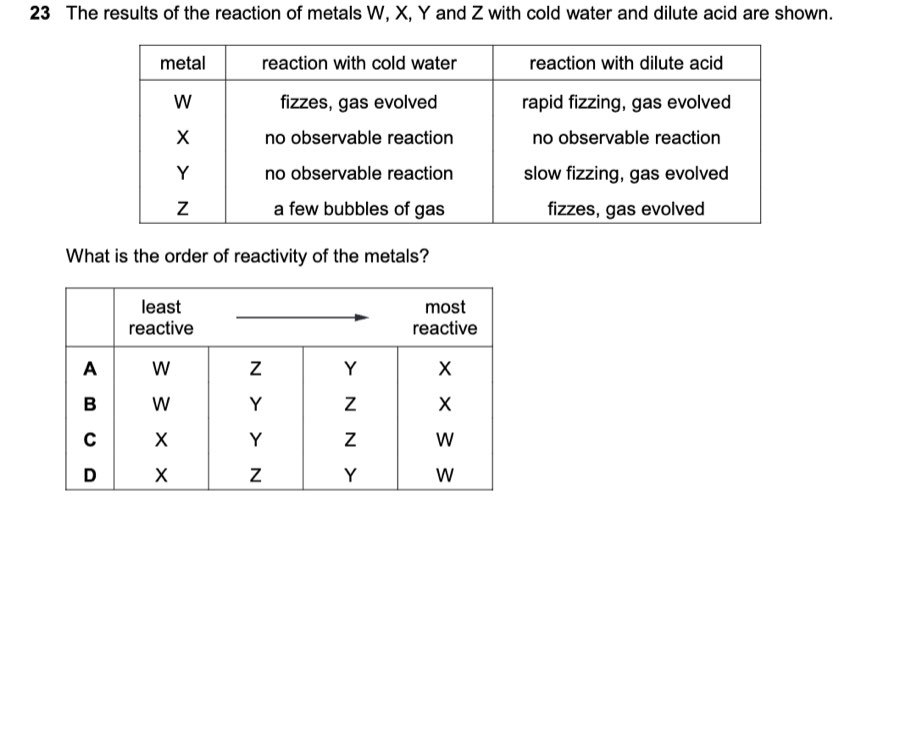 23 The results of the reaction of metals W, X, Y and Z with cold water and dilute acid are shown.
metal reaction with cold water reaction with dilute acid
W fizzes, gas evolved rapid fizzing, gas evolved
X no observable reaction no observable reaction
Y no observable reaction slow fizzing, gas evolved
Z a few bubbles of gas fizzes, gas evolved
What is the order of reactivity of the metals?
least most
reactive reactive
A W Z Y X
B W Y Z X
C X Y Z W
D X Z Y W